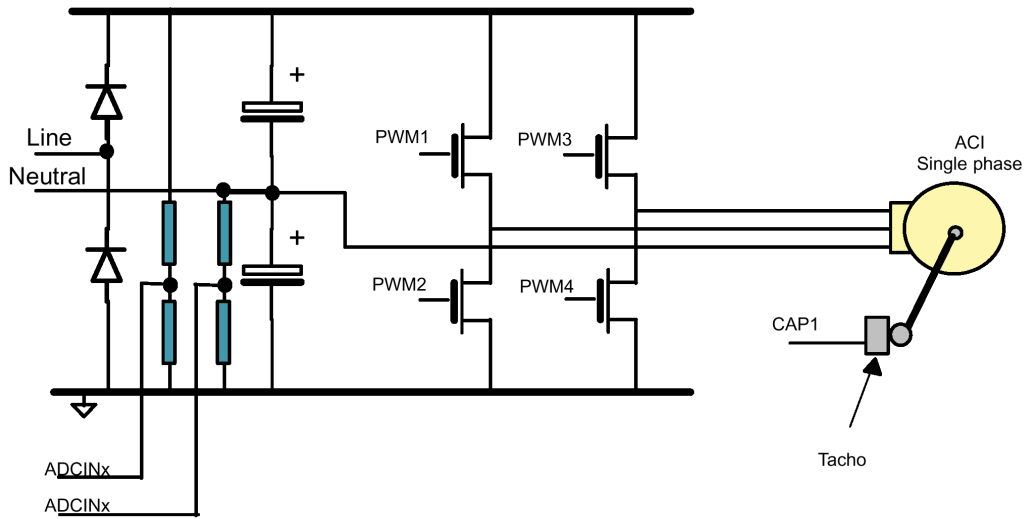 +
Line
PWM1
PWM3
ACI
Single phase
Neutral
+
PWM2
PWM4
CAP1
Tacho
ADCINx
ADCINx